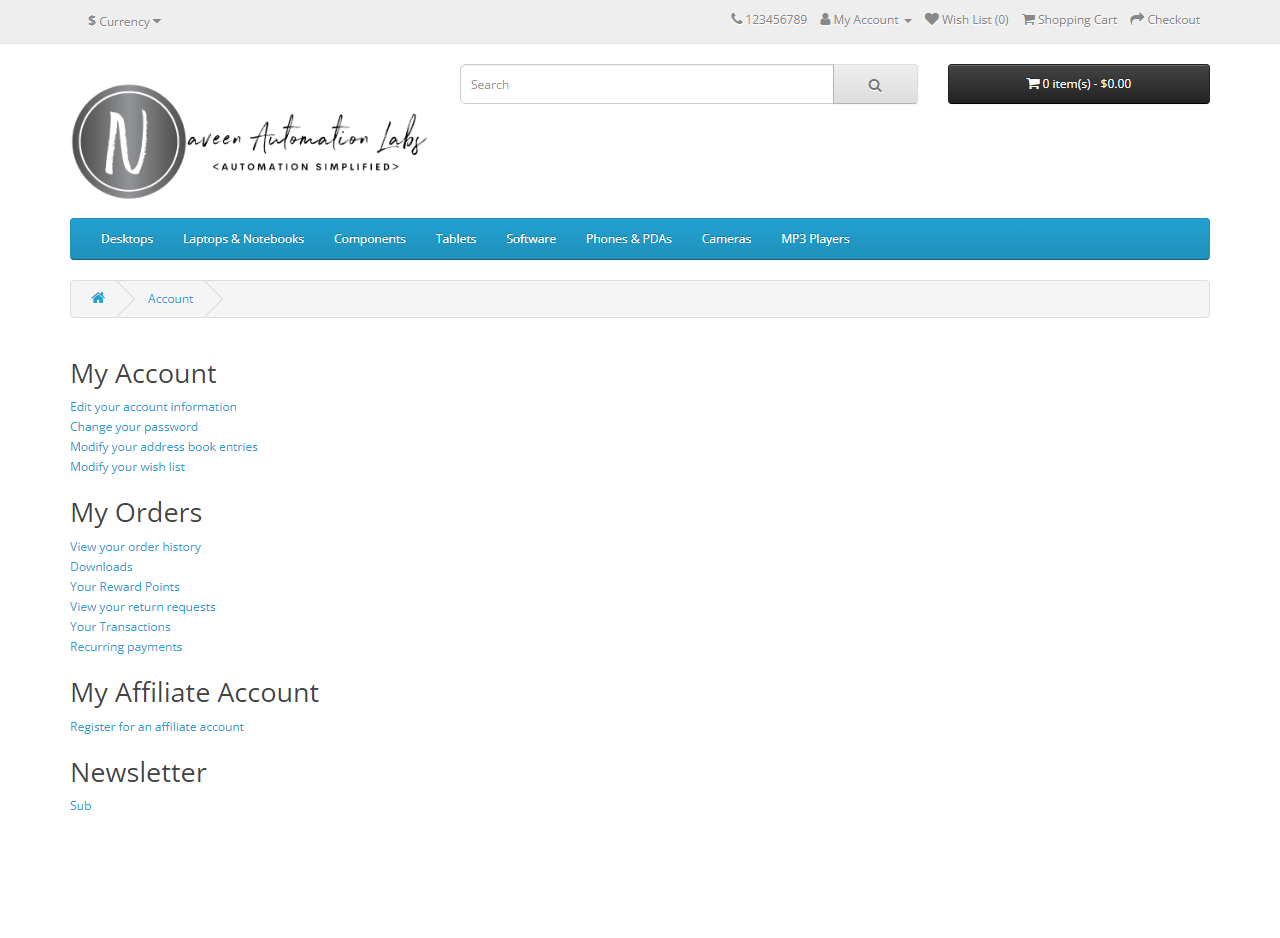 $ Currency
123456789 My Account Wish List (0) Shopping Cart Checkout
Search
0 item(s) - $0.00
N aveen Automation Labs
<AUTOMATION SIMPLIFIED>
Desktops Laptops & Notebooks Components Tablets Software Phones & PDAs Cameras MP3 Players
Account
My Account
Edit your account information
Change your password
Modify your address book entries
Modify your wish list
My Orders
View your order history
Downloads
Your Reward Points
View your return requests
Your Transactions
Recurring payments
My Affiliate Account
Register for an affiliate account
Newsletter
Sub